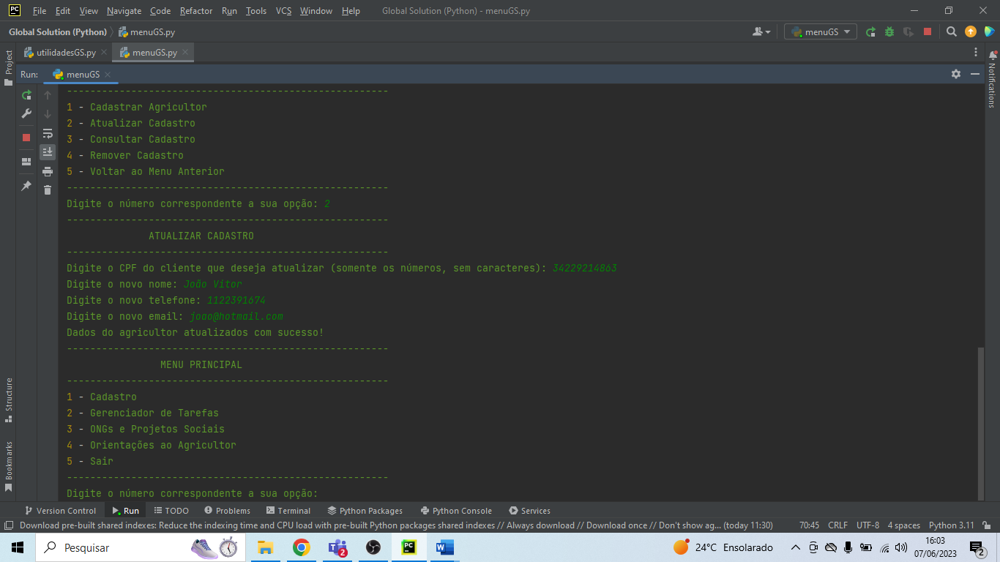 PC File Edit View Navigate Code Refactor Run Tools VCS Window Help Global Solution (Python) - menuGS.py
Global Solution (Python) menuGS.py menuGS
utilidadesGS.py menuGS.py
Project
Notifications
Run: menuGS
-------------------------------------------------------
1 - Cadastrar Agricultor
2 - Atualizar Cadastro
3 - Consultar Cadastro
4 - Remover Cadastro
5 - Voltar ao Menu Anterior
-------------------------------------------------------
Digite o número correspondente a sua opção: 2
-------------------------------------------------------
ATUALIZAR CADASTRO
-------------------------------------------------------
Digite o CPF do cliente que deseja atualizar (somente os números, sem caracteres): 34229214863
Digite o novo nome: João Vitor
Digite o novo telefone: 1122391674
Digite o novo email: joao@hotmail.com
Dados do agricultor atualizados com sucesso!
-------------------------------------------------------
MENU PRINCIPAL
-------------------------------------------------------
1 - Cadastro
2 - Gerenciador de Tarefas
3 - ONGs e Projetos Sociais
4 - Orientações ao Agricultor
5 - Sair
-------------------------------------------------------
Digite o número correspondente a sua opção:
Structure
Bookmarks
Version Control Run TODO Problems Terminal Python Packages Python Console Services
Download pre-built shared indexes: Reduce the indexing time and CPU load with pre-built Python packages shared indexes // Always download // Download once // Don't show ag... (today 11:30) 70:45 CRLF UTF-8 4 spaces Python 3.11
Pesquisar 2 PC W 24°C Ensolarado 16:03
07/06/2023 2